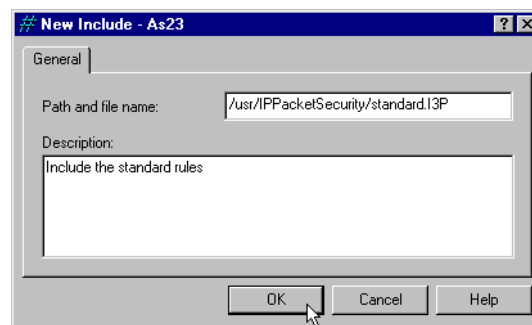 New Include - As23
General
Path and file name: /usr/IPPacketSecurity/standard.I3P
Description:
Include the standard rules
OK Cancel Help